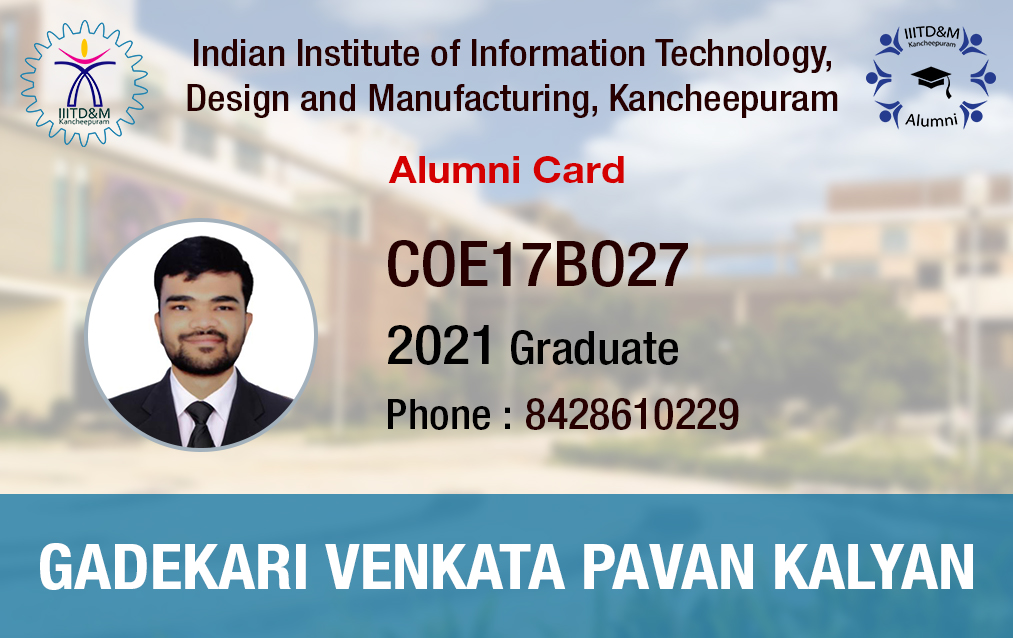 Indian Institute of Information Technology,
Design and Manufacturing, Kancheepuram
IIITD&M
Kancheepuram
IIITD&M
Kancheepuram
Alumni
Alumni Card
COE17BO27
2021 Graduate
Phone : 8428610229
GADEKARI VENKATA PAVAN KALYAN